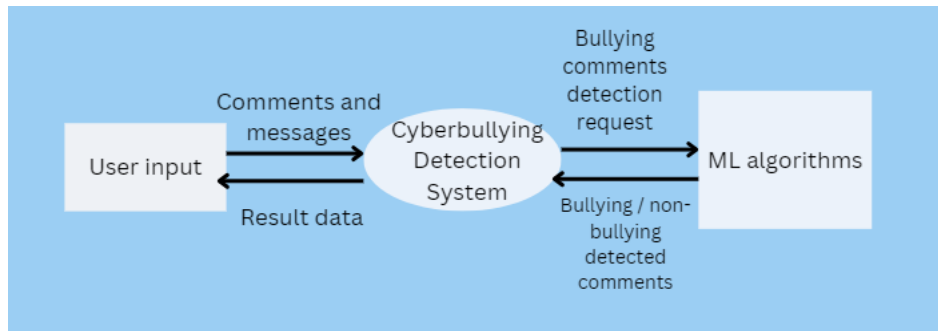 User input
Comments and
messages
Result data
Cyberbullying
Detection
System
Bullying
comments
detection
request
Bullying / non-
bullying
detected
comments
ML algorithms